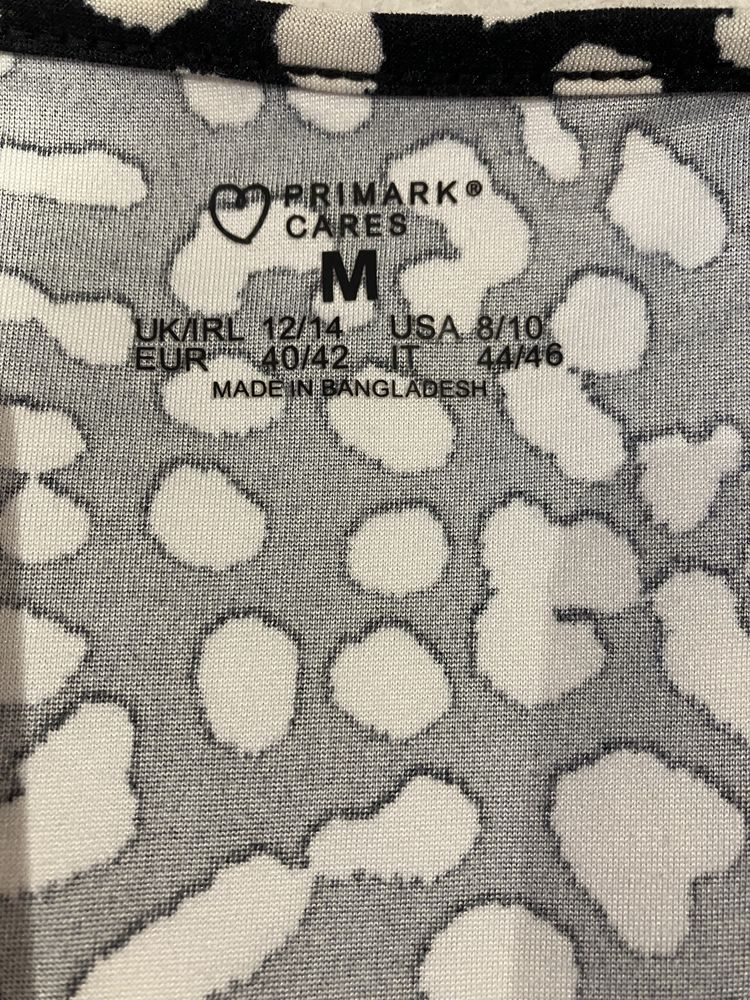 PRIMARK®
CARES
M
UK/IRL 12/14 USA 8/10
EUR 40/42 IT 44/46
MADE IN BANGLADESH